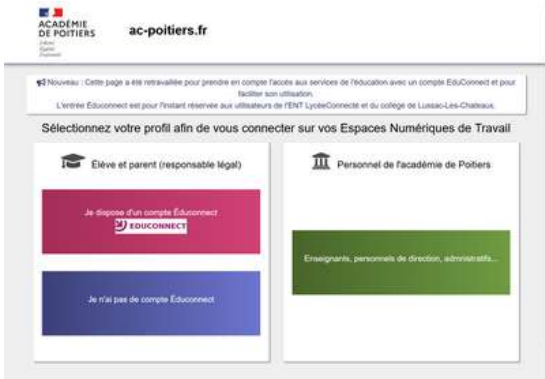 ACADÉMIE
DE POITIERS
Liberté
Égalité
Fraternité
ac-poitiers.fr
Nouveau : Cette page a été retravaillée pour prendre en compte l'accès aux services de l'éducation avec un compte EduConnect et pour
faciliter son utilisation.
L'entrée Éduconnect est pour l'instant réservée aux utilisateurs de l'ENT LycéeConnecté et du collège de Lussac-Les-Chateaux.
Sélectionnez votre profil afin de vous connecter sur vos Espaces Numériques de Travail
Élève et parent (responsable légal)
Personnel de l'académie de Poitiers
Je dispose d'un compte Éduconnect
EDUCONNECT
Enseignants, personnels de direction, administratifs...
Je n'ai pas de compte Éduconnect